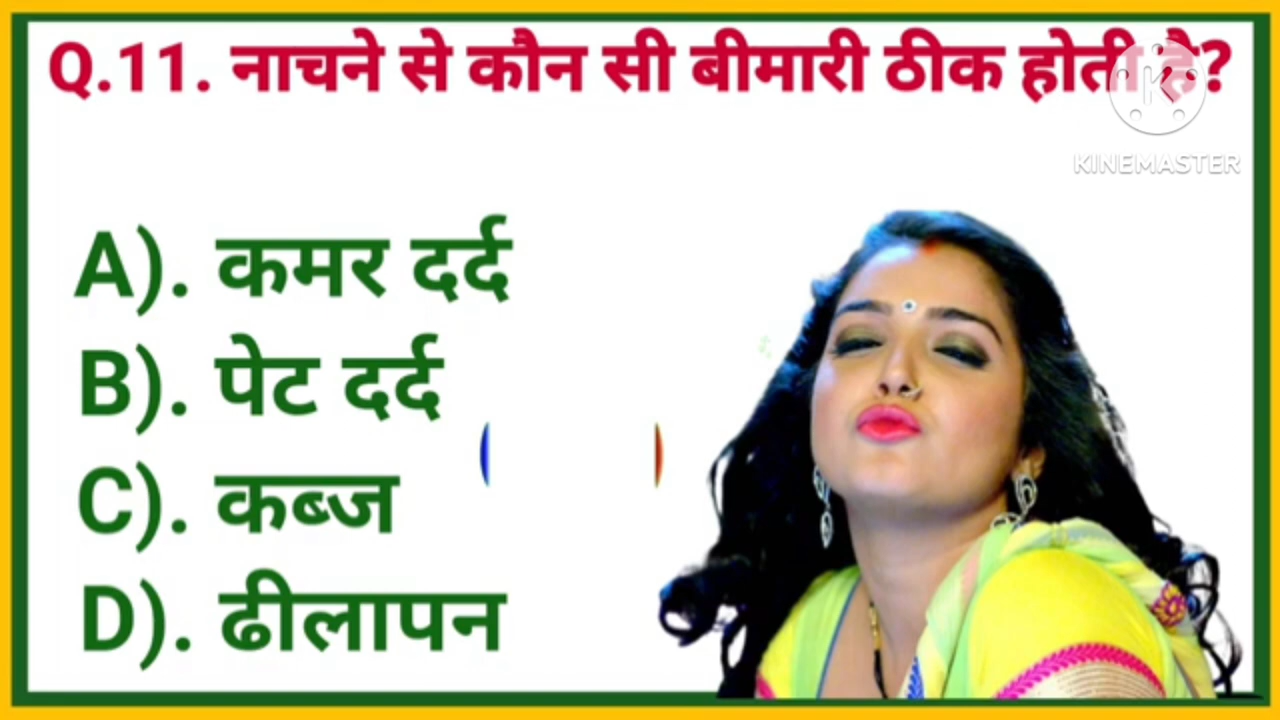 Q.11. नाचने से कौन सी बीमारी ठीक होती है?
KINEMASTER
A). कमर दर्द
B). पेट दर्द
C). कब्ज
D). ढीलापन